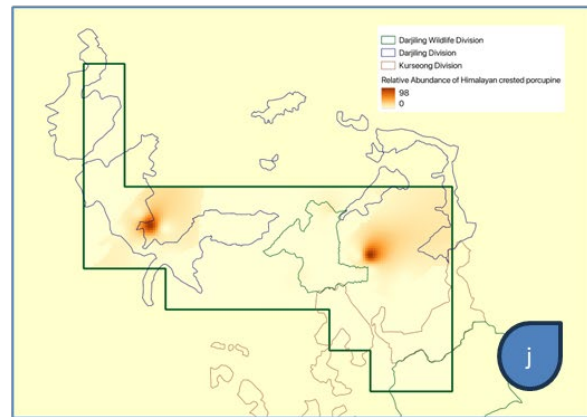 Darjiling Wildlife Division
Darjiling Division
Kurseong Division
Relative Abundance of Himalayan crested porcupine
98
0
j